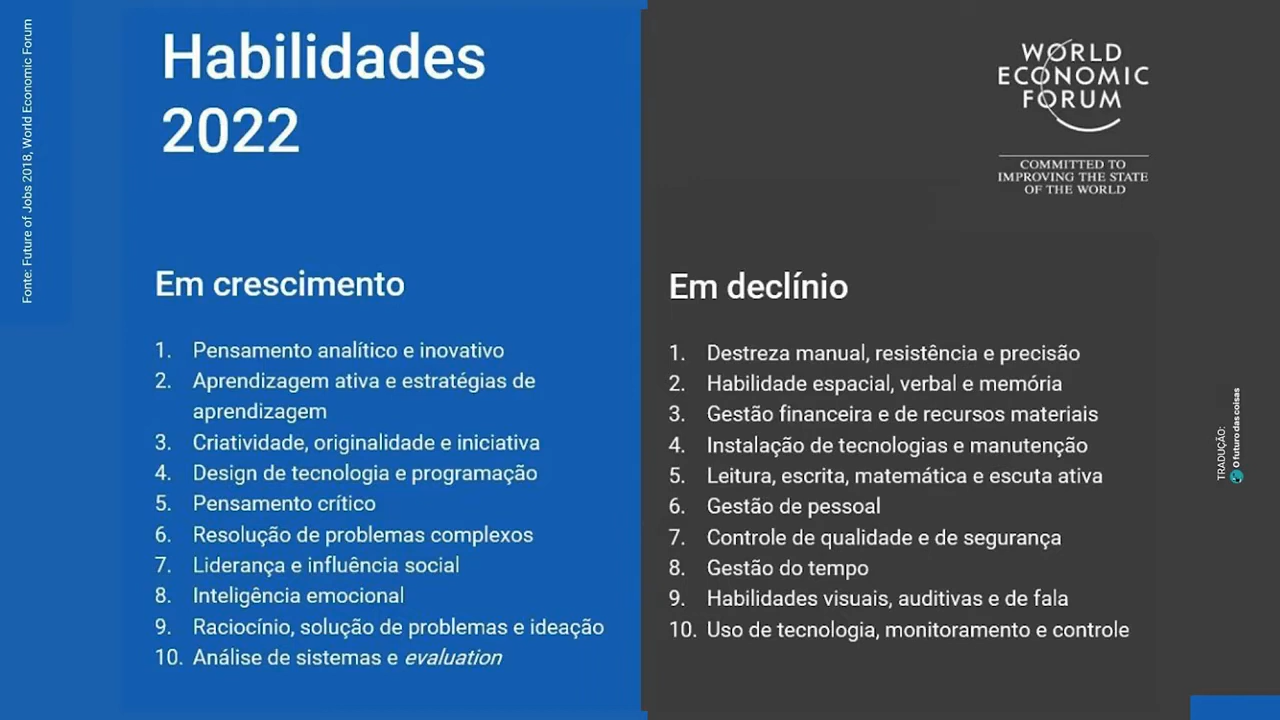 Fonte: Future of Jobs 2018, World Economic Forum
Habilidades
2022
Em crescimento
1. Pensamento analítico e inovativo
2. Aprendizagem ativa e estratégias de
aprendizagem
3. Criatividade, originalidade e iniciativa
4. Design de tecnologia e programação
5. Pensamento crítico
6. Resolução de problemas complexos
7. Liderança e influência social
8. Inteligência emocional
9. Raciocínio, solução de problemas e ideação
10. Análise de sistemas e evaluation
WORLD
ECONOMIC
FORUM
COMMITTED TO
IMPROVING THE STATE
OF THE WORLD
Em declínio
1. Destreza manual, resistência e precisão
2. Habilidade espacial, verbal e memória
3. Gestão financeira e de recursos materiais
4. Instalação de tecnologias e manutenção
5. Leitura, escrita, matemática e escuta ativa
6. Gestão de pessoal
7. Controle de qualidade e de segurança
8. Gestão do tempo
9. Habilidades visuais, auditivas e de fala
10. Uso de tecnologia, monitoramento e controle
TRADUÇÃO:
O futuro das coisas